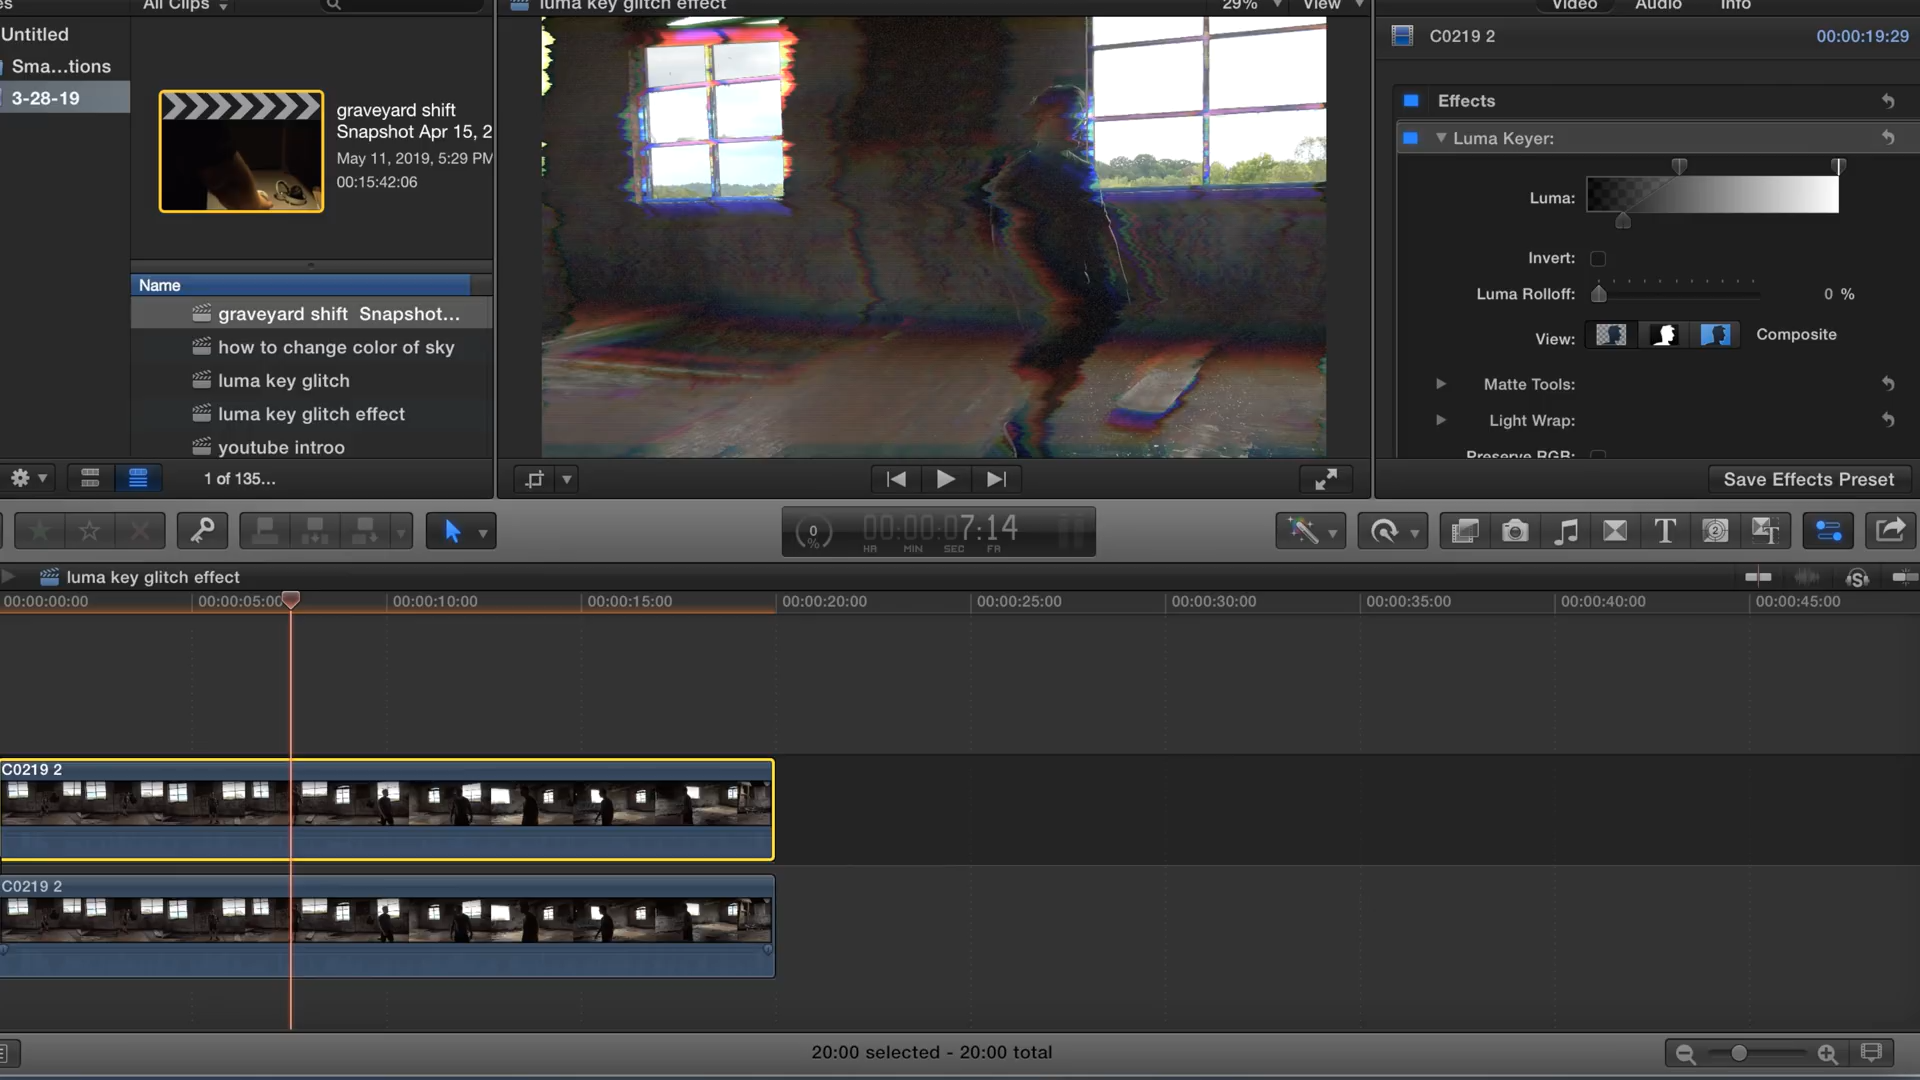 es
All Clips
luma key glitch effect
29%
View
Video
Audio
Info
Untitled
Sma...tions
3-28-19
graveyard shift
Snapshot Apr 15, 2
May 11, 2019, 5:29 PM
00:15:42:06
C0219 2
00:00:19:29
Effects
Luma Keyer:
Luma:
Invert:
Luma Rolloff:
0 %
View:
Composite
Matte Tools:
Light Wrap:
Preserve RGB:
Save Effects Preset
Name
graveyard shift Snapshot...
how to change color of sky
luma key glitch
luma key glitch effect
youtube introo
1 of 135...
0
%
00:00:07:14
HR MIN SEC FR
T
2
T
luma key glitch effect
S
00:00:00:00
00:00:05:00
00:00:10:00
00:00:15:00
00:00:20:00
00:00:25:00
00:00:30:00
00:00:35:00
00:00:40:00
00:00:45:00
C0219 2
C0219 2
20:00 selected - 20:00 total